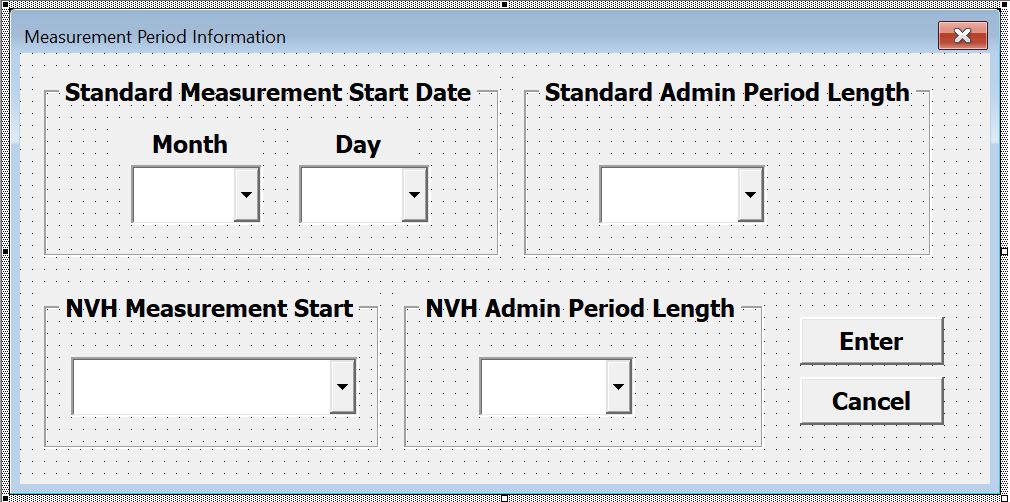 Measurement Period Information
Standard Measurement Start Date
Standard Admin Period Length
Month
Day
NVH Measurement Start
NVH Admin Period Length
Enter
Cancel